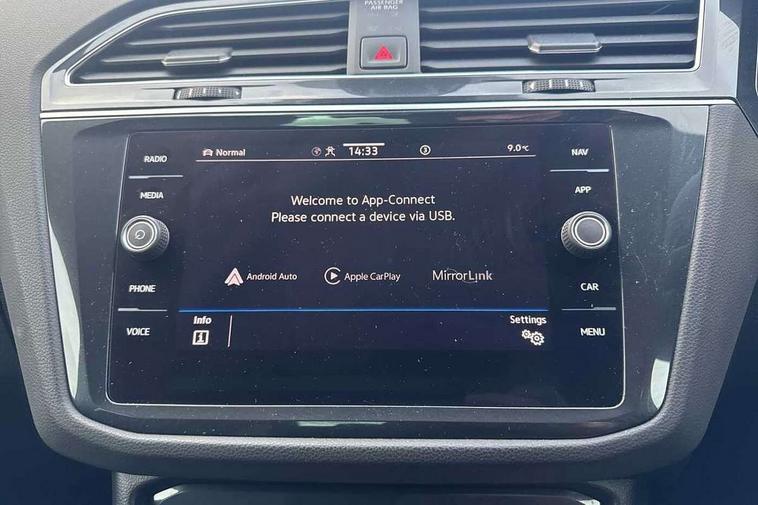 PASSENGER
AIR BAG
RADIO
MEDIA
PHONE
VOICE
Normal
14:33
3
9.0°C
Welcome to App-Connect
Please connect a device via USB.
Android Auto
Apple CarPlay
MirrorLink
Info
Settings
NAV
APP
CAR
MENU